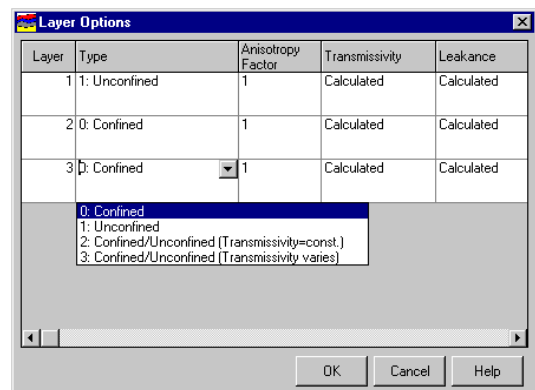 Layer Options
Layer Type Anisotropy Factor Transmissivity Leakance
1 1: Unconfined 1 Calculated Calculated
2 0: Confined 1 Calculated Calculated
3 0: Confined 1 Calculated Calculated
0: Confined
1: Unconfined
2: Confined/Unconfined (Transmissivity=const.)
3: Confined/Unconfined (Transmissivity varies)
OK Cancel Help